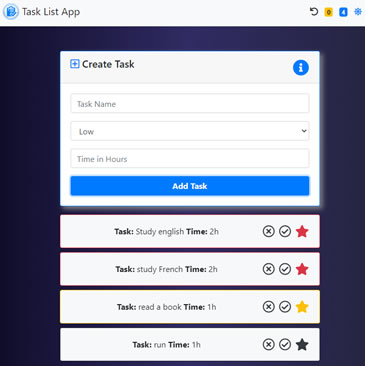 Task List App
0 4
Create Task
Task Name
Low
Time in Hours
Add Task
Task: Study english Time: 2h
Task: study French Time: 2h
Task: read a book Time: 1h
Task: run Time: 1h